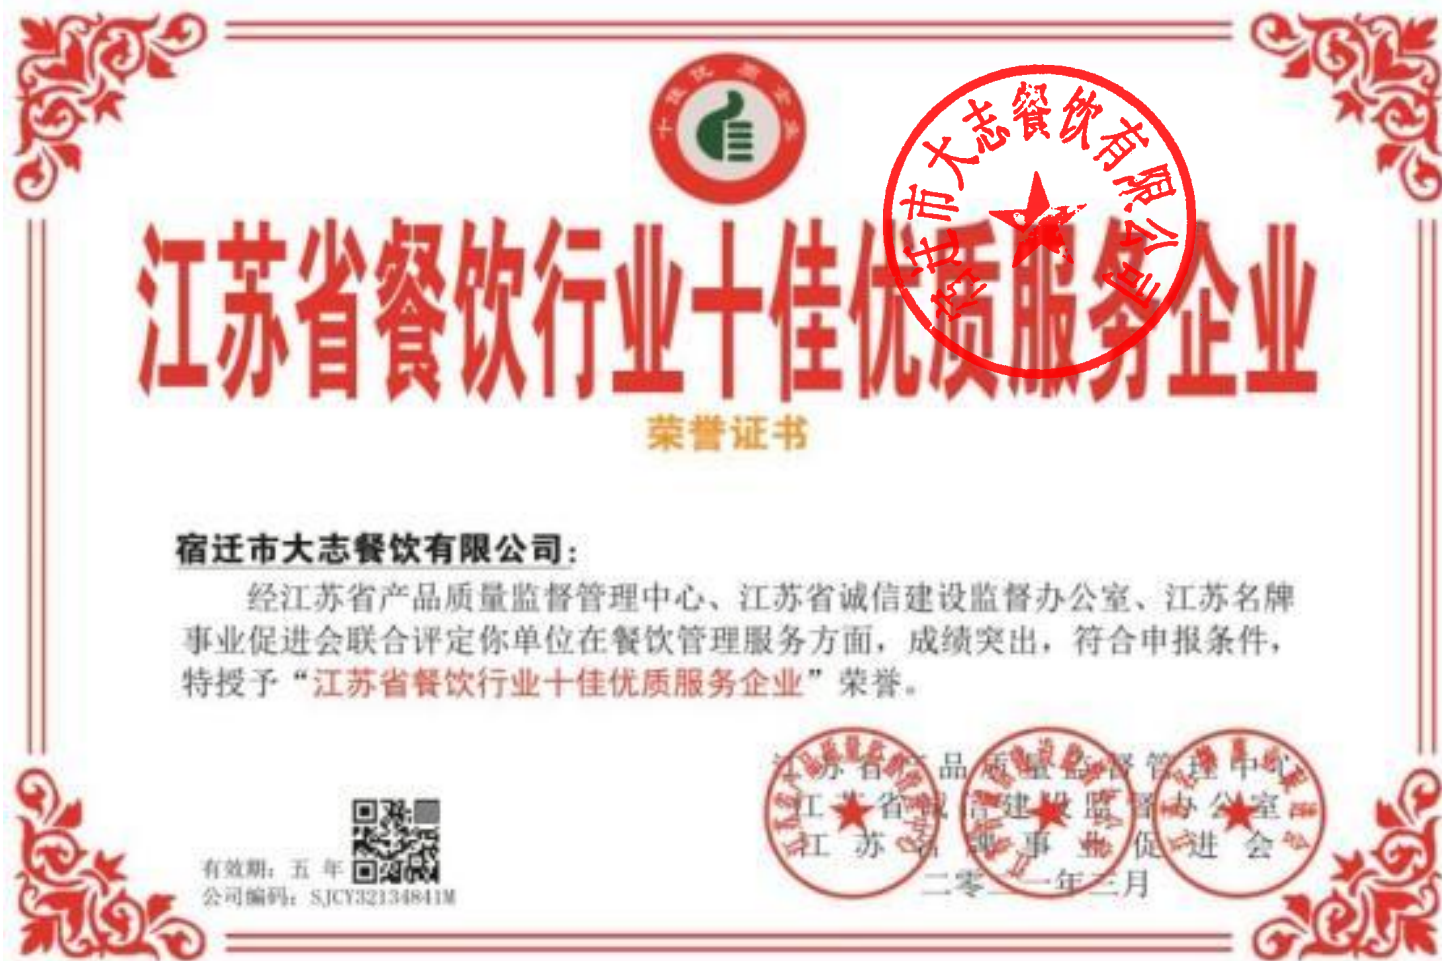 十佳优质企业
宿迁市大志餐饮有限公司
江苏省餐饮行业十佳优质服务企业
荣誉证书
宿迁市大志餐饮有限公司:
经江苏省产品质量监督管理中心、江苏省诚信建设监督办公室、江苏名牌
事业促进会联合评定你单位在餐饮管理服务方面，成绩突出，符合申报条件，
特授予“江苏省餐饮行业十佳优质服务企业”荣誉。
江苏省产品质量监督管理中心
江苏省诚信建设监督办公室
江苏名牌事业促进会
二零二一年三月
有效期：五年
公司编码：SJCY32134841M